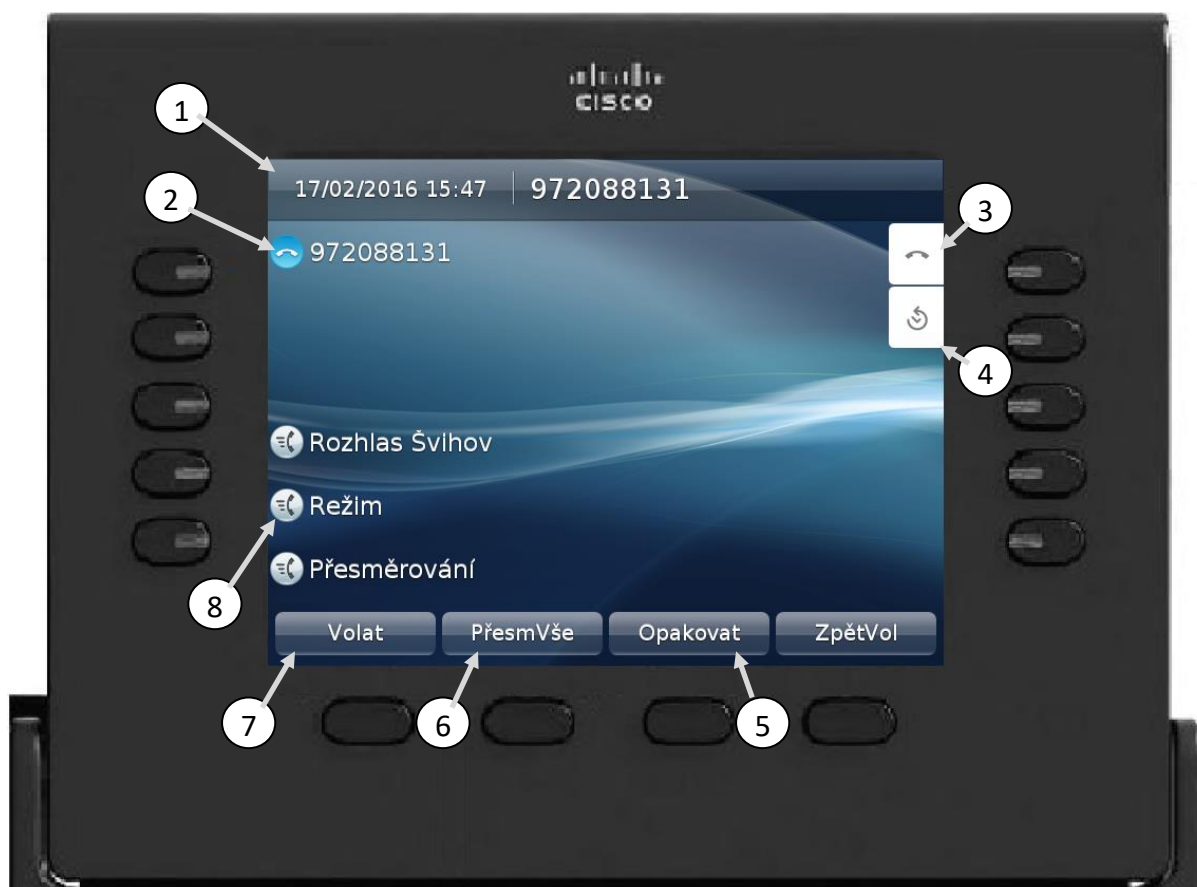 CISCO
1
17/02/2016 15:47 972088131
2
3
972088131
4
Rozhlas Švihov
Režim
8
Přesměrování
Volat PřesmVše Opakovat ZpětVol
7
6
5